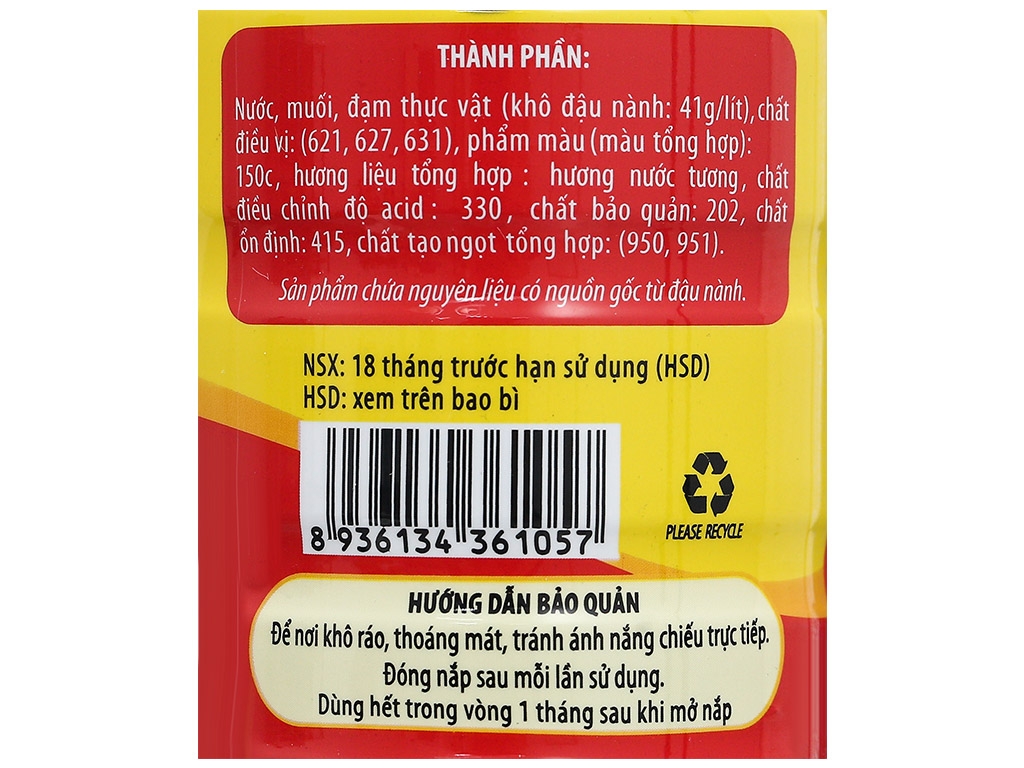 THÀNH PHẦN:
Nước, muối, đạm thực vật (khô đậu nành: 41g/lít), chất
điều vị: (621, 627, 631), phẩm màu (màu tổng hợp):
150c, hương liệu tổng hợp : hương nước tương, chất
điều chỉnh độ acid : 330, chất bảo quản: 202, chất
ổn định: 415, chất tạo ngọt tổng hợp: (950, 951).
Sản phẩm chứa nguyên liệu có nguồn gốc từ đậu nành.
NSX: 18 tháng trước hạn sử dụng (HSD)
HSD: xem trên bao bì
8 936134 361057
PLEASE RECYCLE
HƯỚNG DẪN BẢO QUẢN
Để nơi khô ráo, thoáng mát, tránh ánh nắng chiếu trực tiếp.
Đóng nắp sau mỗi lần sử dụng.
Dùng hết trong vòng 1 tháng sau khi mở nắp